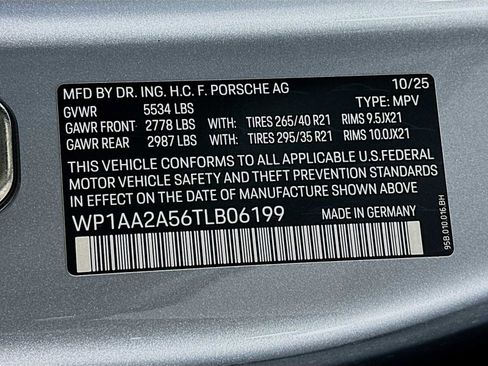 MFD BY DR. ING. H.C. F. PORSCHE AG 10/25
GVWR 5534 LBS TYPE: MPV
GAWR FRONT 2778 LBS WITH: TIRES 265/40 R21 RIMS 9.5JX21
GAWR REAR 2987 LBS WITH: TIRES 295/35 R21 RIMS 10.0JX21
THIS VEHICLE CONFORMS TO ALL APPLICABLE U.S.FEDERAL
MOTOR VEHICLE SAFETY AND THEFT PREVENTION STANDARDS
IN EFFECT ON THE DATE OF MANUFACTURE SHOWN ABOVE
WP1AA2A56TLB06199 MADE IN GERMANY
95B.010.016.BH